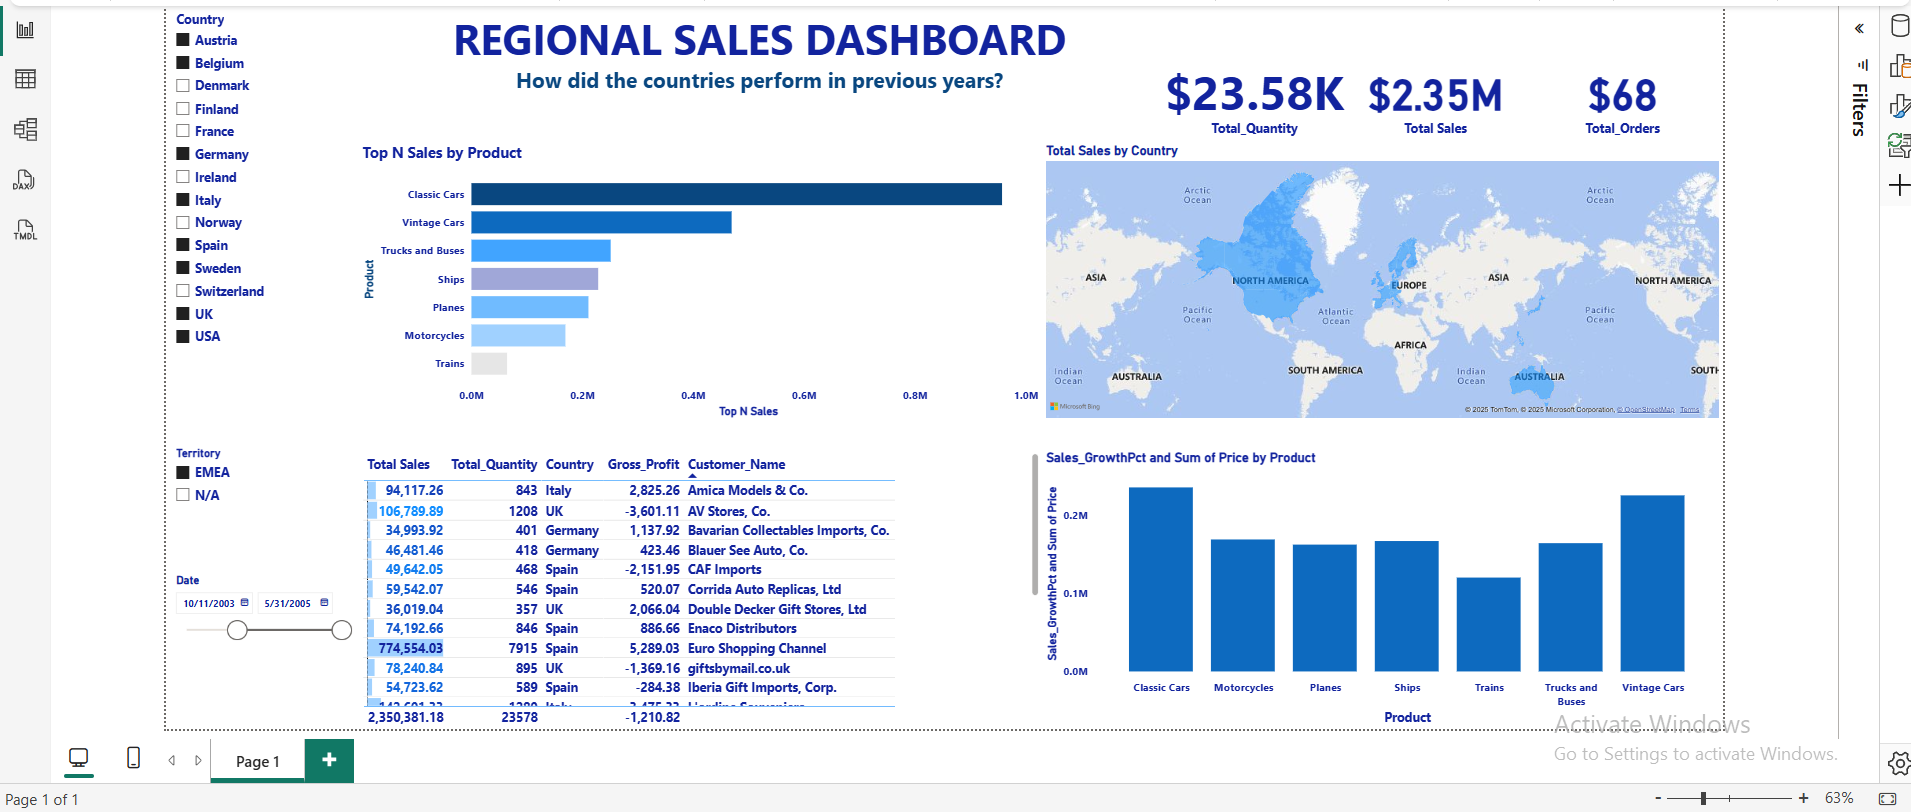 REGIONAL SALES DASHBOARD
How did the countries perform in previous years?
Country
Austria
Belgium
Denmark
Finland
France
Germany
Ireland
Italy
Norway
Spain
Sweden
Switzerland
UK
USA
$23.58K
Total_Quantity
$2.35M
Total Sales
$68
Total_Orders
Filters
DAX
TMDL
Top N Sales by Product
Product
Classic Cars
Vintage Cars
Trucks and Buses
Ships
Planes
Motorcycles
Trains
0.0M 0.2M 0.4M 0.6M 0.8M 1.0M
Top N Sales
Total Sales by Country
Arctic Ocean
Arctic Ocean
ASIA
NORTH AMERICA
EUROPE
ASIA
NORTH AMERICA
Pacific Ocean
Atlantic Ocean
Pacific Ocean
AFRICA
Indian Ocean
AUSTRALIA
SOUTH AMERICA
Indian Ocean
AUSTRALIA
SOUTH
Microsoft Bing
© 2025 TomTom, © 2025 Microsoft Corporation, © OpenStreetMap Terms
Territory
EMEA
N/A
Date
10/11/2003 5/31/2005
Total Sales Total_Quantity Country Gross_Profit Customer_Name
94,117.26 843 Italy 2,825.26 Amica Models & Co.
106,789.89 1208 UK -3,601.11 AV Stores, Co.
34,993.92 401 Germany 1,137.92 Bavarian Collectables Imports, Co.
46,481.46 418 Germany 423.46 Blauer See Auto, Co.
49,642.05 468 Spain -2,151.95 CAF Imports
59,542.07 546 Spain 520.07 Corrida Auto Replicas, Ltd
36,019.04 357 UK 2,066.04 Double Decker Gift Stores, Ltd
74,192.66 846 Spain 886.66 Enaco Distributors
774,554.03 7915 Spain 5,289.03 Euro Shopping Channel
78,240.84 895 UK -1,369.16 giftsbymail.co.uk
54,723.62 589 Spain -284.38 Iberia Gift Imports, Corp.
2,350,381.18 23578 -1,210.82
Sales_GrowthPct and Sum of Price by Product
Sales_GrowthPct and Sum of Price
0.2M
0.1M
0.0M
Classic Cars Motorcycles Planes Ships Trains Trucks and Buses Vintage Cars
Product
Activate Windows
Go to Settings to activate Windows.
Page 1
+
Page 1 of 1
- + 63%